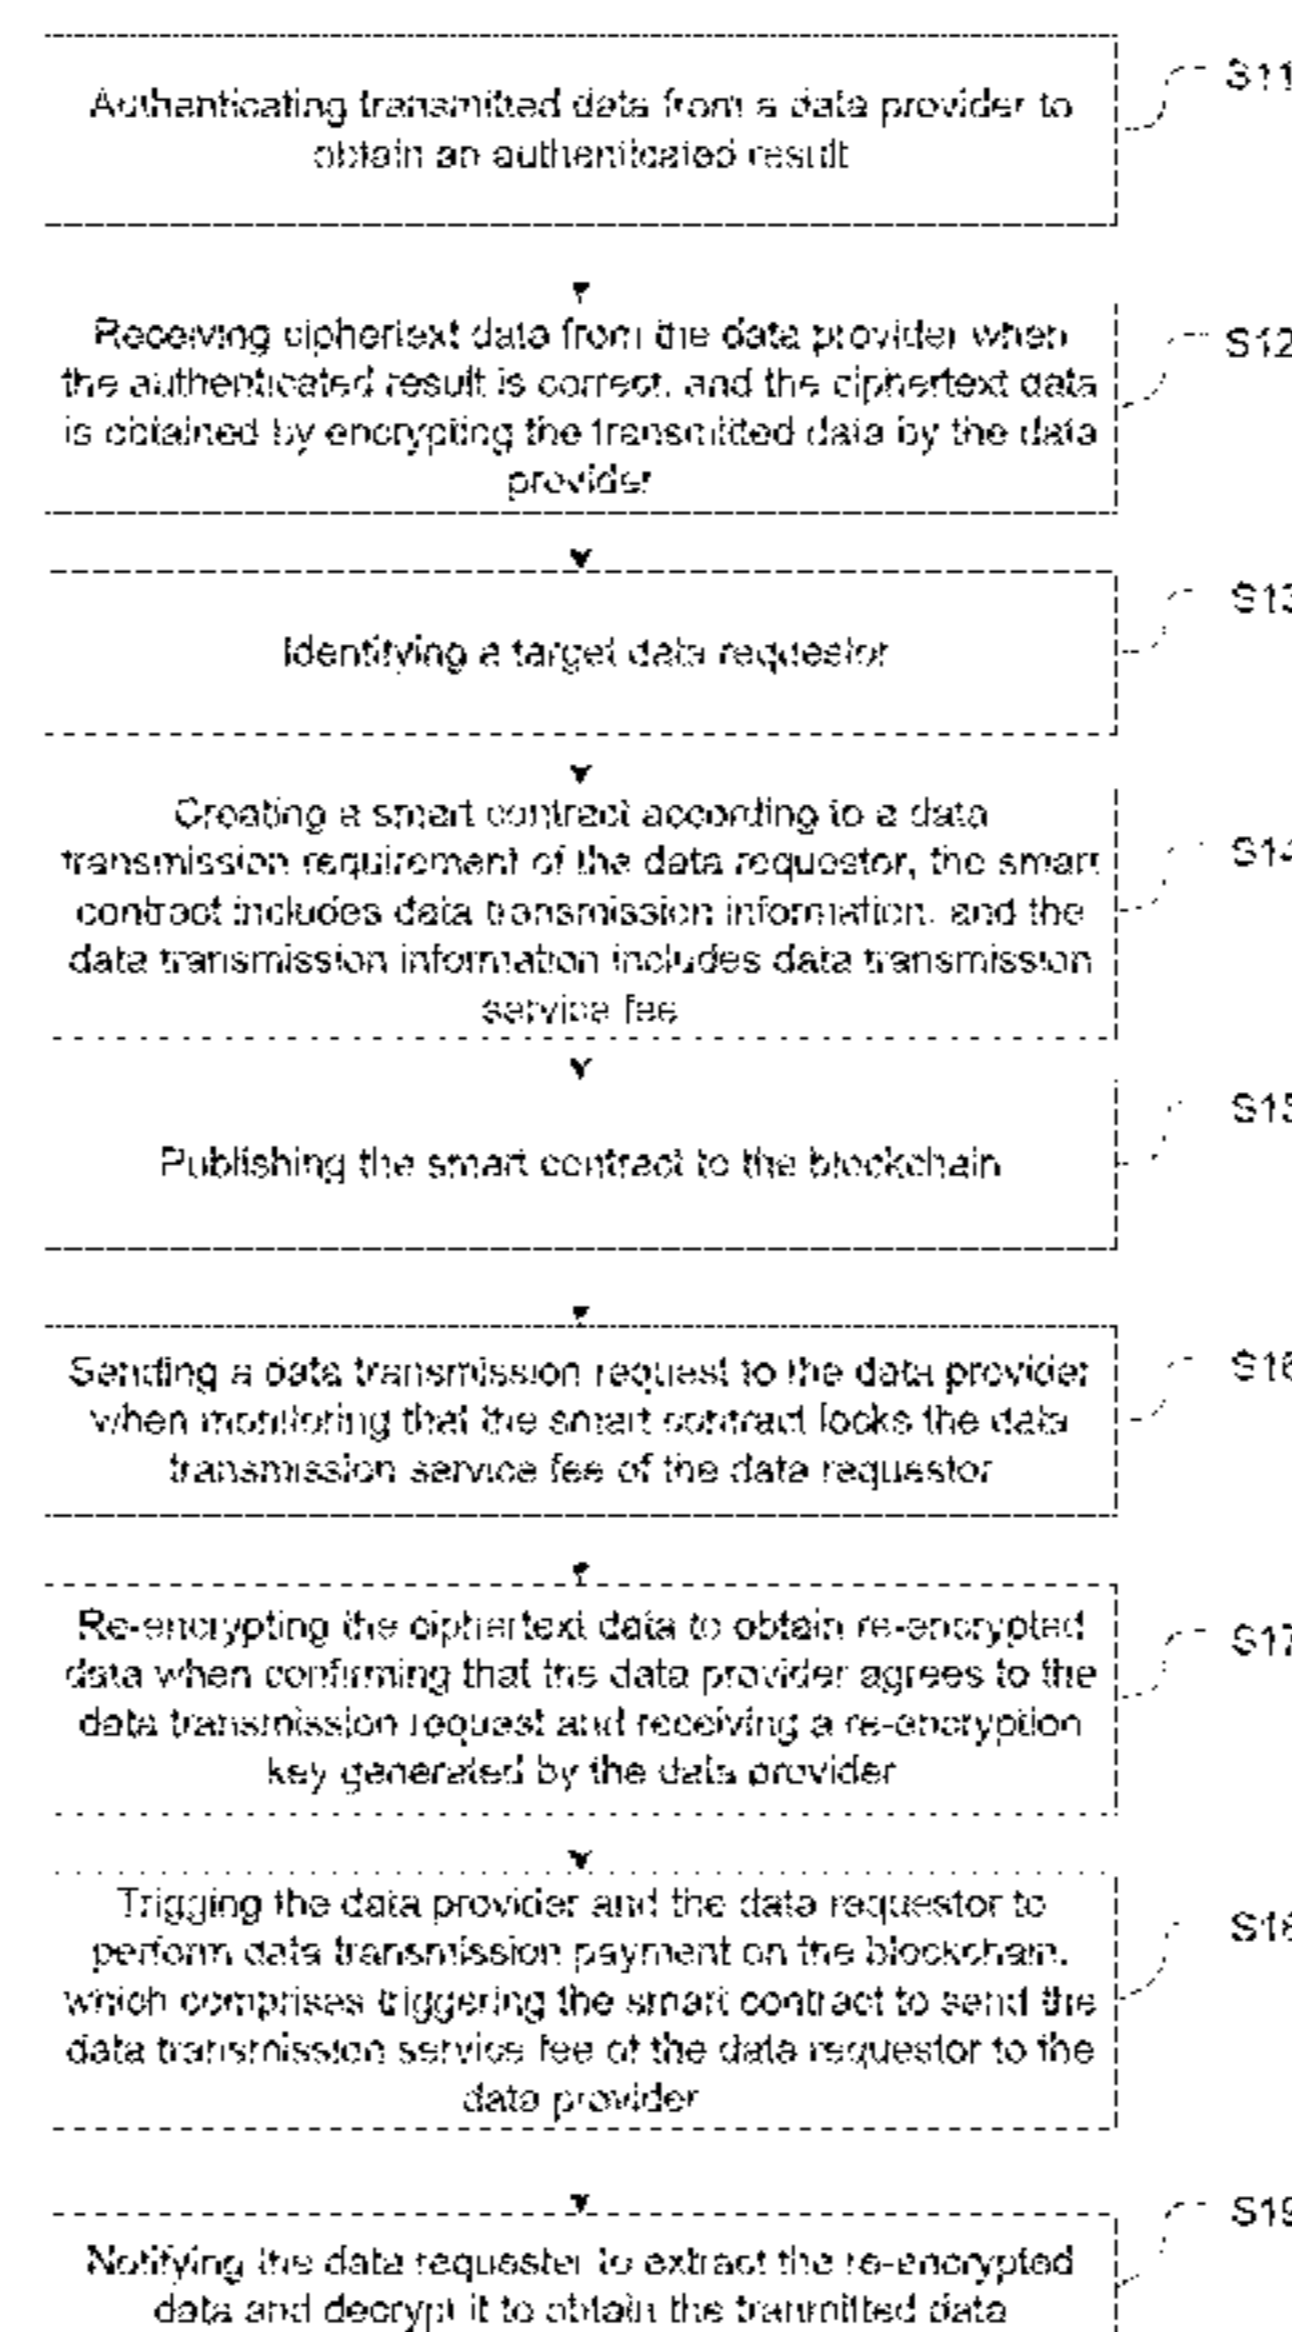 Authenticating transmitted data from a data provider to
obtain an authenticated result
S11
Receiving ciphertext data from the data provider when
the authenticated result is correct, and the ciphertext data
is obtained by encrypting the transmitted data by the data
provider
S12
Identifying a target data requestor
S13
Creating a smart contract according to a data
transmission requirement of the data requestor, the smart
contract includes data transmission information, and the
data transmission information includes data transmission
service fee
S14
Publishing the smart contract to the blockchain
S15
Sending a data transmission request to the data provider
when monitoring that the smart contract locks the data
transmission service fee of the data requestor
S16
Re-encrypting the ciphertext data to obtain re-encrypted
data when confirming that the data provider agrees to the
data transmission request and receiving a re-encryption
key generated by the data provider
S17
Trigging the data provider and the data requestor to
perform data transmission payment on the blockchain,
which comprises triggering the smart contract to send the
data transmission service fee of the data requestor to the
data provider
S18
Notifying the data requester to extract the re-encrypted
data and decrypt it to obtain the tranmitted data
S19